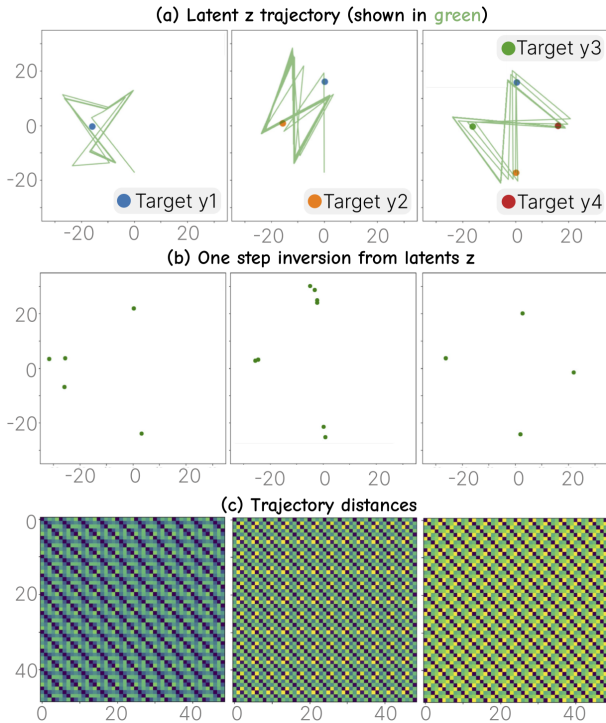 (a) Latent z trajectory (shown in green)
20
0
-20
-20 0 20
-20 0 20
-20 0 20
Target y1
Target y2
Target y3
Target y4
(b) One step inversion from latents z
20
0
-20
-20 0 20
-20 0 20
-20 0 20
(c) Trajectory distances
0
20
40
0 20 40
0 20 40
0 20 40